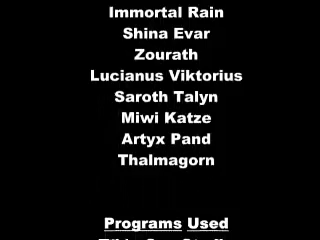 Immortal Rain
Shina Evar
Zourath
Lucianus Viktorius
Saroth Talyn
Miwi Katze
Artyx Pand
Thalmagorn
Programs Used